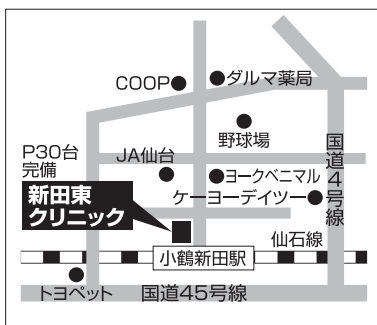 COOP
ダルマ薬局
野球場
P30台
完備
JA仙台
ヨークベニマル
ケーヨーデイツー
国道4号線
新田東
クリニック
仙石線
小鶴新田駅
トヨペット
国道45号線